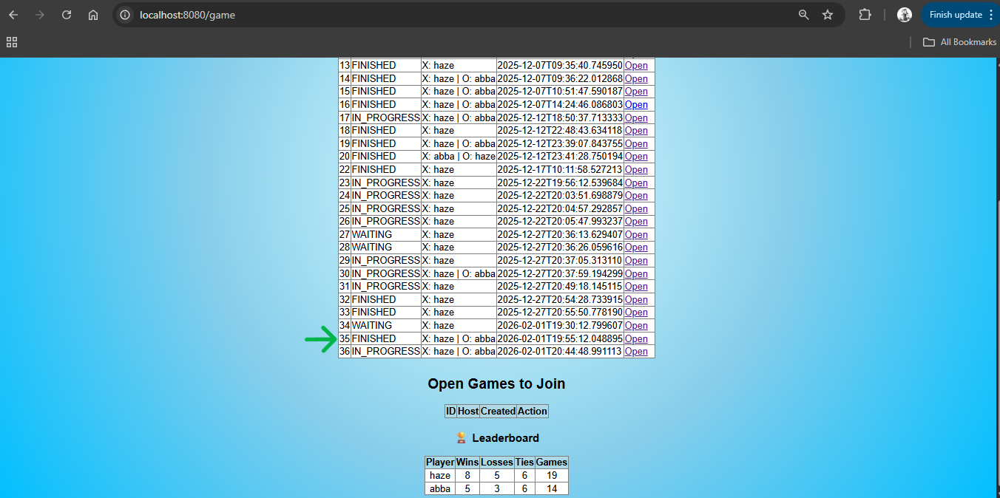 localhost:8080/game
Finish update
All Bookmarks
13 FINISHED X: haze 2025-12-07T09:35:40.745950 Open
14 FINISHED X: haze | O: abba 2025-12-07T09:36:22.012868 Open
15 FINISHED X: haze | O: abba 2025-12-07T10:51:47.590187 Open
16 FINISHED X: haze | O: abba 2025-12-07T14:24:46.086803 Open
17 IN_PROGRESS X: haze | O: abba 2025-12-12T18:50:37.713333 Open
18 FINISHED X: haze 2025-12-12T22:48:43.634118 Open
19 FINISHED X: haze | O: abba 2025-12-12T23:39:07.843755 Open
20 FINISHED X: abba | O: haze 2025-12-12T23:41:28.750194 Open
22 FINISHED X: haze 2025-12-17T10:11:58.527213 Open
23 IN_PROGRESS X: haze 2025-12-22T19:56:12.539684 Open
24 IN_PROGRESS X: haze 2025-12-22T20:03:51.698879 Open
25 IN_PROGRESS X: haze 2025-12-22T20:04:57.292857 Open
26 IN_PROGRESS X: haze 2025-12-22T20:05:47.993237 Open
27 WAITING X: haze 2025-12-27T20:36:13.629407 Open
28 WAITING X: haze 2025-12-27T20:36:26.059616 Open
29 IN_PROGRESS X: haze 2025-12-27T20:37:05.313110 Open
30 IN_PROGRESS X: haze | O: abba 2025-12-27T20:37:59.194299 Open
31 IN_PROGRESS X: haze 2025-12-27T20:49:18.145115 Open
32 FINISHED X: haze 2025-12-27T20:54:28.733915 Open
33 FINISHED X: haze 2025-12-27T20:55:50.778190 Open
34 WAITING X: haze 2026-02-01T19:30:12.799607 Open
35 FINISHED X: haze | O: abba 2026-02-01T19:55:12.048895 Open
36 IN_PROGRESS X: haze | O: abba 2026-02-01T20:44:48.991113 Open
Open Games to Join
ID Host Created Action
Leaderboard
Player Wins Losses Ties Games
haze 8 5 6 19
abba 5 3 6 14